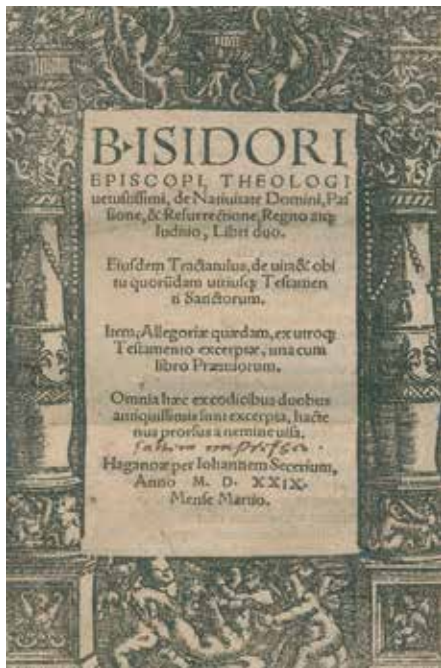 B▸ISIDORI
EPISCOPI, THEOLOGI
uetustissimi, de Natiuitate Domini, Pas
sione, & Resurrectione, Regno atq;
Iudicio, Libri duo.
Eiusdem Tractatulus, de uita & obi
tu quorũdam utriusq; Testamen
ti Sanctorum.
Item, Allegoriæ quædam, ex utroq;
Testamento excerptæ, una cum
libro Præmiorum.
Omnia hæc ex codicibus duobus
antiquissimis sunt excerpta, hacte
nus prorsus a nemine uisa.
Haganoæ per Iohannem Secerium,
Anno M. D. XXIX.
Mense Martio.